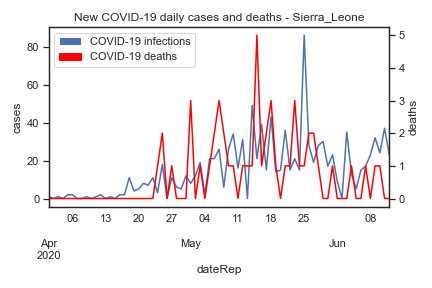 New COVID-19 daily cases and deaths - Sierra_Leone
COVID-19 infections
COVID-19 deaths
80
60
40
20
0
cases
5
4
3
2
1
0
deaths
06 13 20 27 04 11 18 25 08
Apr May Jun
2020
dateRep